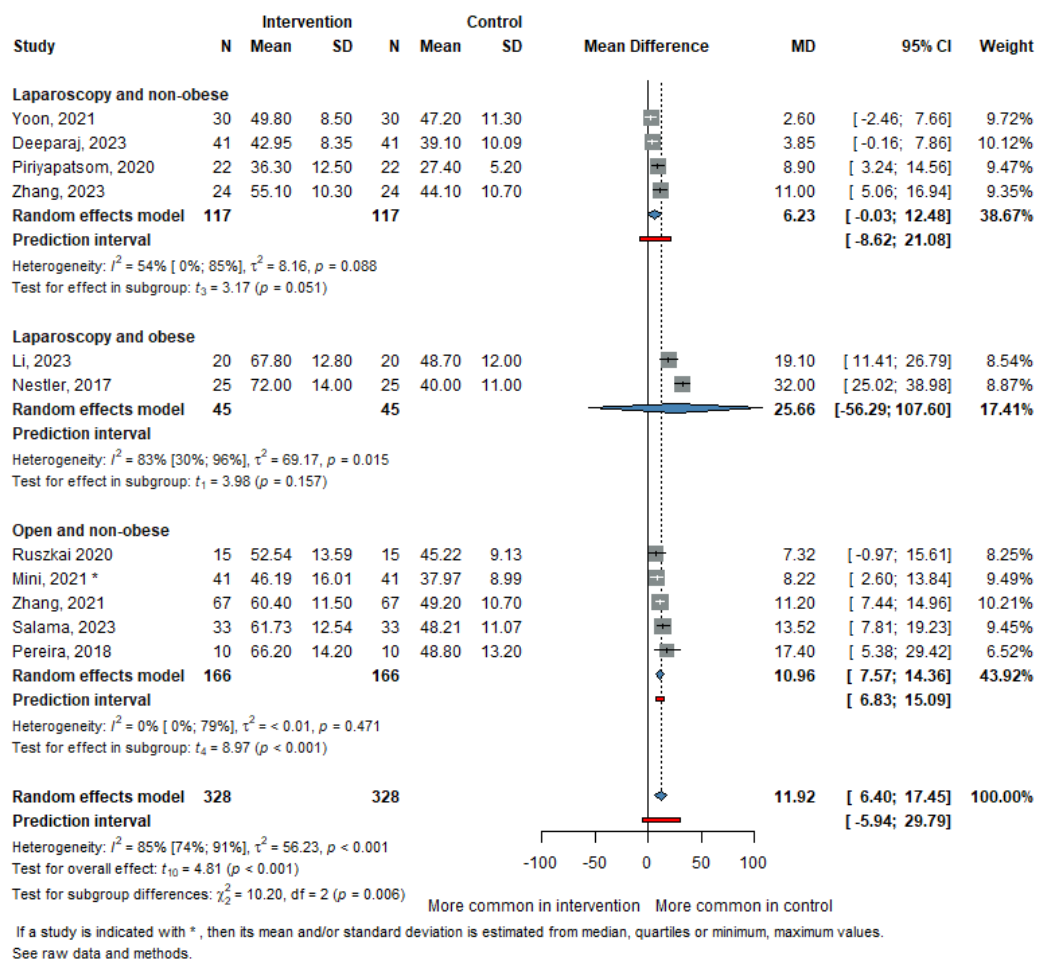 Intervention Control
Study N Mean SD N Mean SD Mean Difference MD 95% CI Weight
Laparoscopy and non-obese
Yoon, 2021 30 49.80 8.50 30 47.20 11.30 2.60 [ -2.46; 7.66] 9.72%
Deeparaj, 2023 41 42.95 8.35 41 39.10 10.09 3.85 [ -0.16; 7.86] 10.12%
Piriyapatsom, 2020 22 36.30 12.50 22 27.40 5.20 8.90 [ 3.24; 14.56] 9.47%
Zhang, 2023 24 55.10 10.30 24 44.10 10.70 11.00 [ 5.06; 16.94] 9.35%
Random effects model 117 117 6.23 [ -0.03; 12.48] 38.67%
Prediction interval [ -8.62; 21.08]
Heterogeneity: I² = 54% [ 0%; 85%], τ² = 8.16, p = 0.088
Test for effect in subgroup: t₃ = 3.17 (p = 0.051)
Laparoscopy and obese
Li, 2023 20 67.80 12.80 20 48.70 12.00 19.10 [ 11.41; 26.79] 8.54%
Nestler, 2017 25 72.00 14.00 25 40.00 11.00 32.00 [ 25.02; 38.98] 8.87%
Random effects model 45 45 25.66 [-56.29; 107.60] 17.41%
Prediction interval
Heterogeneity: I² = 83% [30%; 96%], τ² = 69.17, p = 0.015
Test for effect in subgroup: t₁ = 3.98 (p = 0.157)
Open and non-obese
Ruszkai 2020 15 52.54 13.59 15 45.22 9.13 7.32 [ -0.97; 15.61] 8.25%
Mini, 2021 * 41 46.19 16.01 41 37.97 8.99 8.22 [ 2.60; 13.84] 9.49%
Zhang, 2021 67 60.40 11.50 67 49.20 10.70 11.20 [ 7.44; 14.96] 10.21%
Salama, 2023 33 61.73 12.54 33 48.21 11.07 13.52 [ 7.81; 19.23] 9.45%
Pereira, 2018 10 66.20 14.20 10 48.80 13.20 17.40 [ 5.38; 29.42] 6.52%
Random effects model 166 166 10.96 [ 7.57; 14.36] 43.92%
Prediction interval [ 6.83; 15.09]
Heterogeneity: I² = 0% [ 0%; 79%], τ² = < 0.01, p = 0.471
Test for effect in subgroup: t₄ = 8.97 (p < 0.001)
Random effects model 328 328 11.92 [ 6.40; 17.45] 100.00%
Prediction interval [ -5.94; 29.79]
Heterogeneity: I² = 85% [74%; 91%], τ² = 56.23, p < 0.001
Test for overall effect: t₁₀ = 4.81 (p < 0.001)
Test for subgroup differences: χ²₂ = 10.20, df = 2 (p = 0.006)
-100 -50 0 50 100
More common in intervention More common in control
If a study is indicated with * , then its mean and/or standard deviation is estimated from median, quartiles or minimum, maximum values.
See raw data and methods.